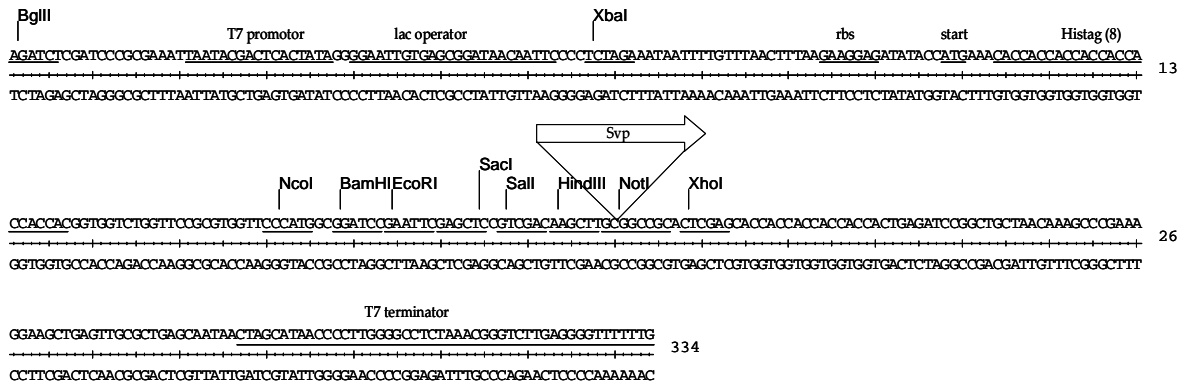 BglII XbaI
T7 promotor lac operator rbs start Histag (8)
AGATCTCGATCCCGCGAAATTAATACGACTCACTATAGGGGAATTGTGAGCGGATAACAATTCCCCTCTAGAAATAATTTTGTTTAACTTTAAGAAGGAGATATACCATGAAACACCACCACCACCACCA
13
TCTAGAGCTAGGGCGCTTTAATTATGCTGAGTGATATCCCCTTAACACTCGCCTATTGTTAAGGGGAGATCTTTATTAAAACAAATTGAAATTCTTCCTCTATATGGTACTTTGTGGTGGTGGTGGTGGT
Svp
SacI
NcoI BamHI EcoRI SalI HindIII NotI XhoI
CCACCACGGTGGTCTGGTTCCGCGTGGTTCCCATGGCGGATCCGAATTCGAGCTCCGTCGACAAGCTTGCGGCCGCACTCGAGCACCACCACCACCACCACTGAGATCCGGCTGCTAACAAAGCCCGAAA
26
GGTGGTGCCACCAGACCAAGGCGCACCAAGGGTACCGCCTAGGCTTAAGCTCGAGGCAGCTGTTCGAACGCCGGCGTGAGCTCGTGGTGGTGGTGGTGGTGACTCTAGGCCGACGATTGTTTCGGGCTTT
T7 terminator
GGAAGCTGAGTTGCGCTGAGCAATAACTAGCATAACCCCTTGGGGCCTCTAAACGGGTCTTGAGGGGTTTTTTG
334
CCTTCGACTCAACGCGACTCGTTATTGATCGTATTGGGGAACCCCGGAGATTTGCCCAGAACTCCCCAAAAAAC